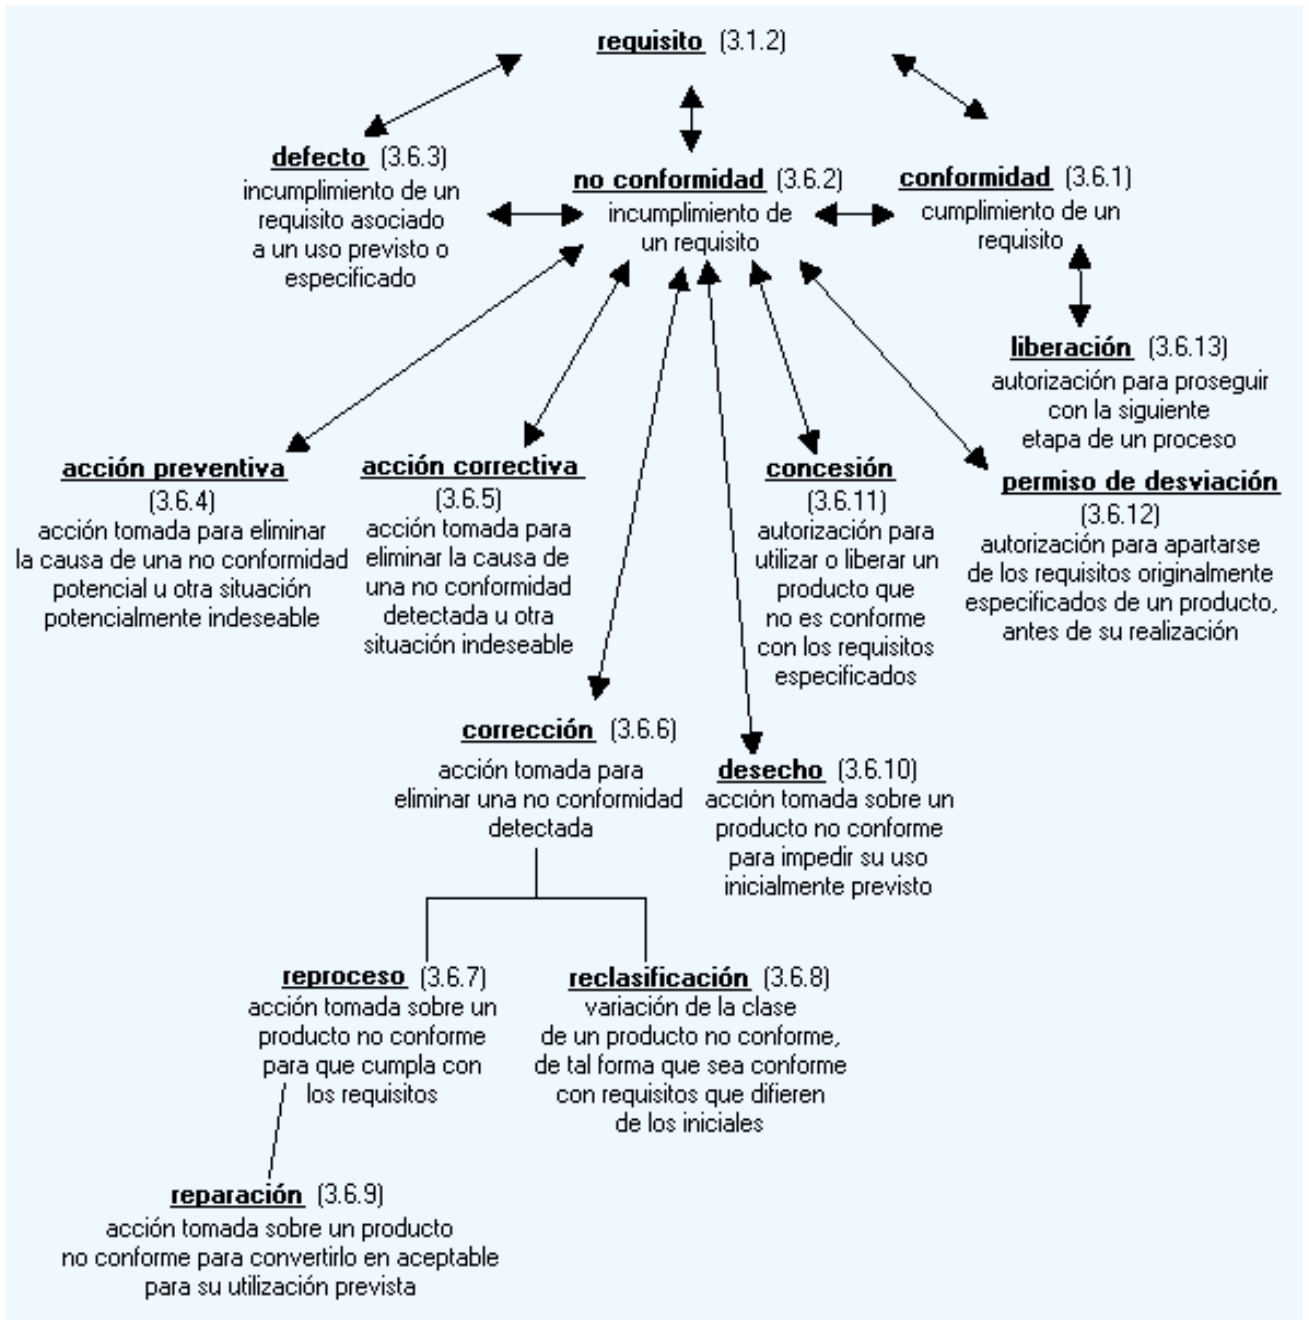 requisito (3.1.2)
defecto (3.6.3)
incumplimiento de un
requisito asociado
a un uso previsto o
especificado
no conformidad (3.6.2)
incumplimiento de
un requisito
conformidad (3.6.1)
cumplimiento de un
requisito
liberación (3.6.13)
autorización para proseguir
con la siguiente
etapa de un proceso
acción preventiva
(3.6.4)
acción tomada para eliminar
la causa de una no conformidad
potencial u otra situación
potencialmente indeseable
acción correctiva
(3.6.5)
acción tomada para
eliminar la causa de
una no conformidad
detectada u otra
situación indeseable
concesión
(3.6.11)
autorización para
utilizar o liberar un
producto que
no es conforme
con los requisitos
especificados
permiso de desviación
(3.6.12)
autorización para apartarse
de los requisitos originalmente
especificados de un producto,
antes de su realización
corrección (3.6.6)
acción tomada para
eliminar una no conformidad
detectada
desecho (3.6.10)
acción tomada sobre un
producto no conforme
para impedir su uso
inicialmente previsto
reproceso (3.6.7)
acción tomada sobre un
producto no conforme
para que cumpla con
los requisitos
reclasificación (3.6.8)
variación de la clase
de un producto no conforme,
de tal forma que sea conforme
con requisitos que difieren
de los iniciales
reparación (3.6.9)
acción tomada sobre un producto
no conforme para convertirlo en aceptable
para su utilización prevista